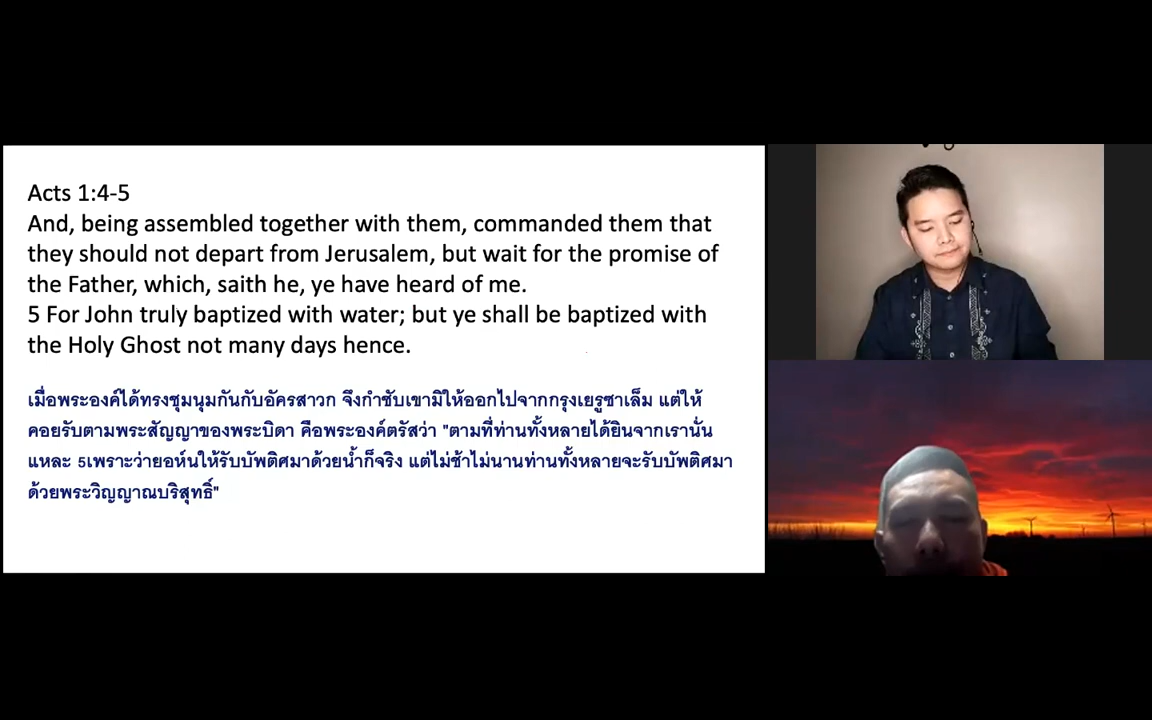 Acts 1:4-5
And, being assembled together with them, commanded them that
they should not depart from Jerusalem, but wait for the promise of
the Father, which, saith he, ye have heard of me.
5 For John truly baptized with water; but ye shall be baptized with
the Holy Ghost not many days hence.
เมื่อพระองค์ได้ทรงชุมนุมกันกับอัครสาวก จึงกำชับเขามิให้ออกไปจากกรุงเยรูซาเล็ม แต่ให้
คอยรับตามพระสัญญาของพระบิดา คือพระองค์ตรัสว่า "ตามที่ท่านทั้งหลายได้ยินจากเรานั่น
แหละ 5เพราะว่ายอห์นให้รับบัพติศมาด้วยน้ำก็จริง แต่ไม่ช้าไม่นานท่านทั้งหลายจะรับบัพติศมา
ด้วยพระวิญญาณบริสุทธิ์"